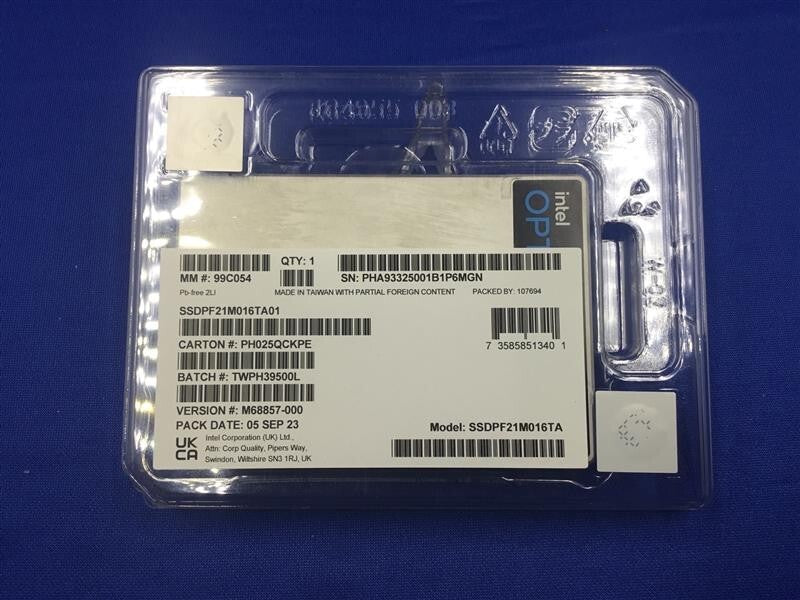 intel
OPT
QTY: 1
MM #: 99C054
SN: PHA93325001B1P6MGN
Pb-free 2LI
MADE IN TAIWAN WITH PARTIAL FOREIGN CONTENT
PACKED BY: 107694
SSDPF21M016TA01
CARTON #: PH025QCKPE
7 3585851340 1
BATCH #: TWPH39500L
VERSION #: M68857-000
PACK DATE: 05 SEP 23
Model: SSDPF21M016TA
UK
CA
Intel Corporation (UK) Ltd.,
Attn: Corp Quality, Pipers Way,
Swindon, Wiltshire SN3 1RJ, UK